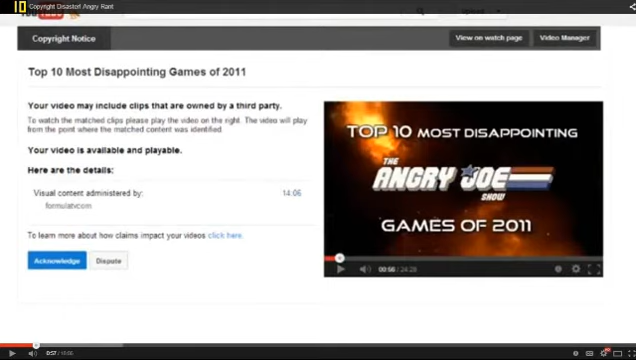 Copyright Disaster! Angry Rant
Copyright Notice
View on watch page
Video Manager
Top 10 Most Disappointing Games of 2011
Your video may include clips that are owned by a third party.
To watch the matched clips please play the video on the right. The video will play
from the point where the matched content was identified.
Your video is available and playable.
Here are the details:
Visual content administered by:
14:06
formulatvcom
To learn more about how claims impact your videos click here.
Acknowledge
Dispute
TOP 10 MOST DISAPPOINTING
THE
ANGRY JOE
SHOW
GAMES OF 2011
00:56 / 24:28
0:57 / 10:05